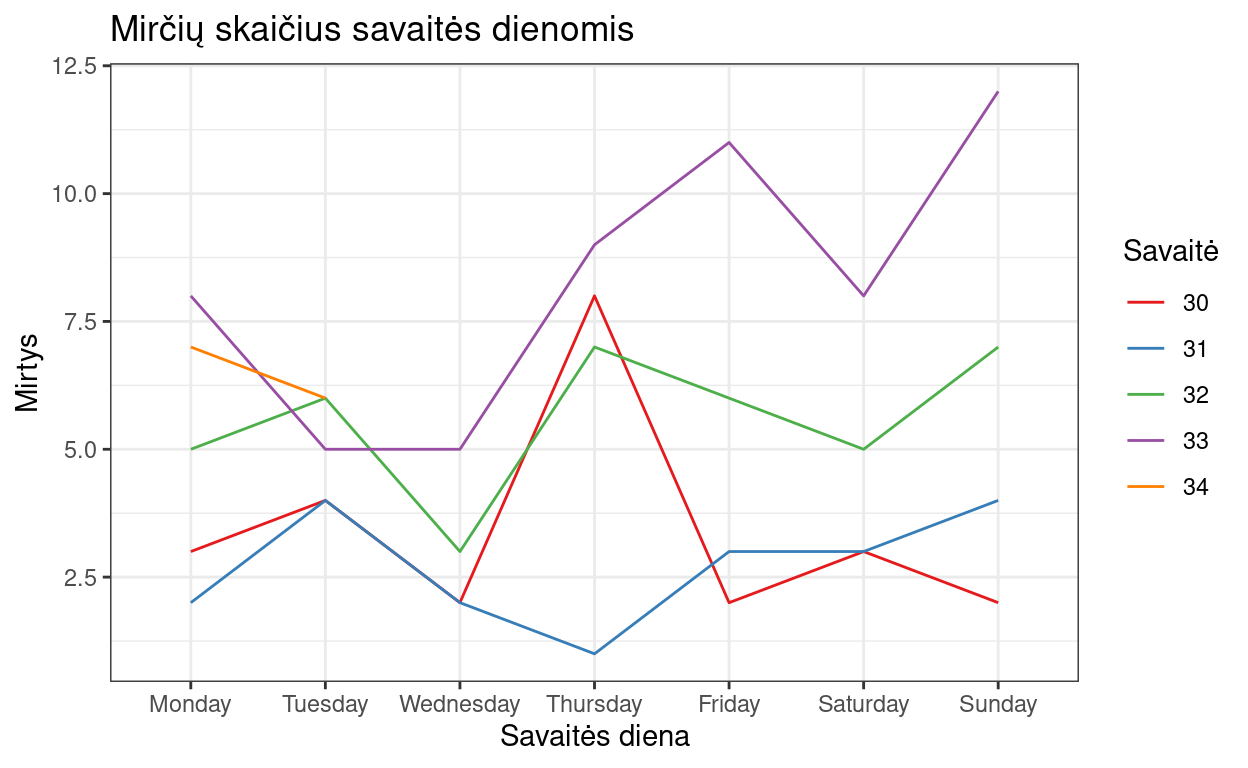 Mirčių skaičius savaitės dienomis
12.5
10.0
7.5
5.0
2.5
Mirtys
Monday Tuesday Wednesday Thursday Friday Saturday Sunday
Savaitės diena
Savaitė
30
31
32
33
34